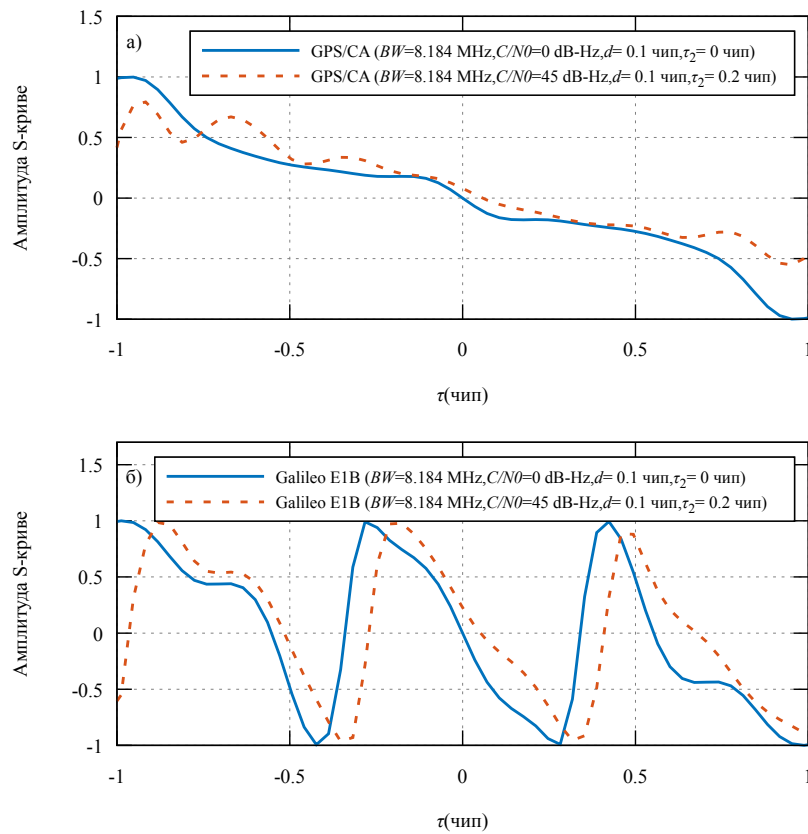 а)
GPS/CA (BW=8.184 MHz,C/N0=0 dB-Hz,d= 0.1 чип,τ2= 0 чип)
GPS/CA (BW=8.184 MHz,C/N0=45 dB-Hz,d= 0.1 чип,τ2= 0.2 чип)
Амплитуда S-криве
1.5
1
0.5
0
-0.5
-1
-1 -0.5 0 0.5 1
τ(чип)
б)
Galileo E1B (BW=8.184 MHz,C/N0=0 dB-Hz,d= 0.1 чип,τ2= 0 чип)
Galileo E1B (BW=8.184 MHz,C/N0=45 dB-Hz,d= 0.1 чип,τ2= 0.2 чип)
Амплитуда S-криве
1.5
1
0.5
0
-0.5
-1
-1 -0.5 0 0.5 1
τ(чип)